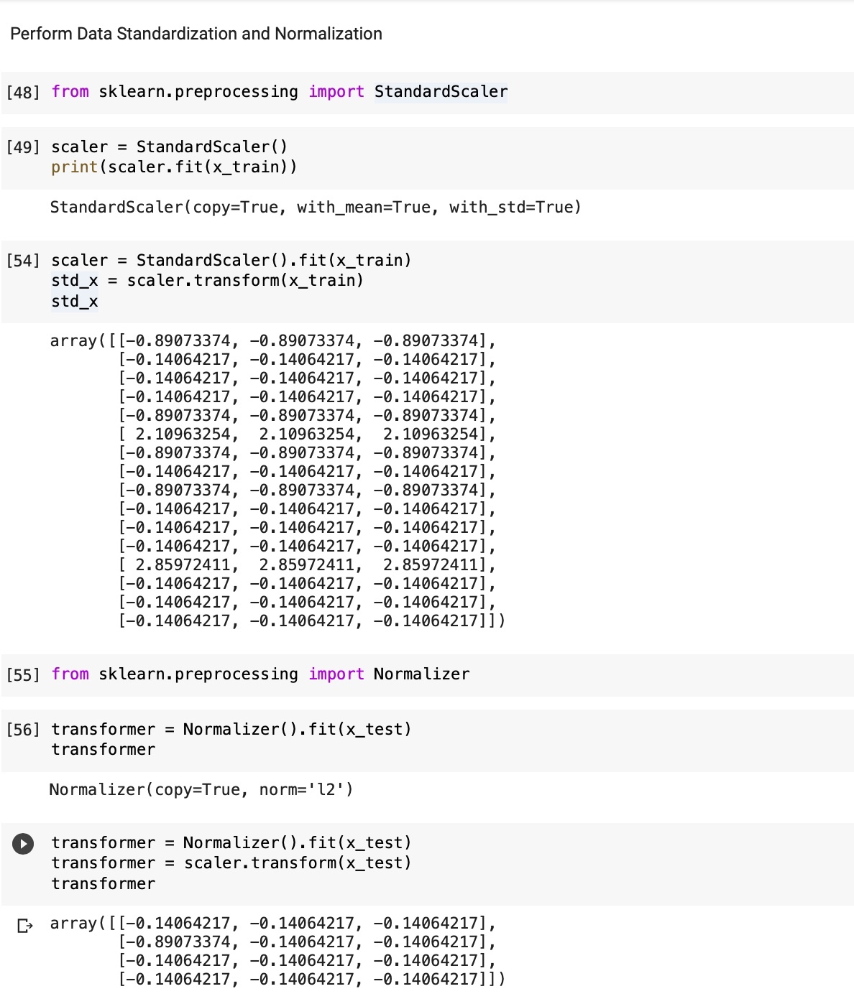 Perform Data Standardization and Normalization
[48] from sklearn.preprocessing import StandardScaler
[49] scaler = StandardScaler()
print(scaler.fit(x_train))
StandardScaler(copy=True, with_mean=True, with_std=True)
[54] scaler = StandardScaler().fit(x_train)
std_x = scaler.transform(x_train)
std_x
array([[-0.89073374, -0.89073374, -0.89073374],
[-0.14064217, -0.14064217, -0.14064217],
[-0.14064217, -0.14064217, -0.14064217],
[-0.14064217, -0.14064217, -0.14064217],
[-0.89073374, -0.89073374, -0.89073374],
[ 2.10963254, 2.10963254, 2.10963254],
[-0.89073374, -0.89073374, -0.89073374],
[-0.14064217, -0.14064217, -0.14064217],
[-0.89073374, -0.89073374, -0.89073374],
[-0.14064217, -0.14064217, -0.14064217],
[-0.14064217, -0.14064217, -0.14064217],
[-0.14064217, -0.14064217, -0.14064217],
[ 2.85972411, 2.85972411, 2.85972411],
[-0.14064217, -0.14064217, -0.14064217],
[-0.14064217, -0.14064217, -0.14064217],
[-0.14064217, -0.14064217, -0.14064217]])
[55] from sklearn.preprocessing import Normalizer
[56] transformer = Normalizer().fit(x_test)
transformer
Normalizer(copy=True, norm='l2')
transformer = Normalizer().fit(x_test)
transformer = scaler.transform(x_test)
transformer
array([[-0.14064217, -0.14064217, -0.14064217],
[-0.89073374, -0.14064217, -0.14064217],
[-0.14064217, -0.14064217, -0.14064217],
[-0.14064217, -0.14064217, -0.14064217]])